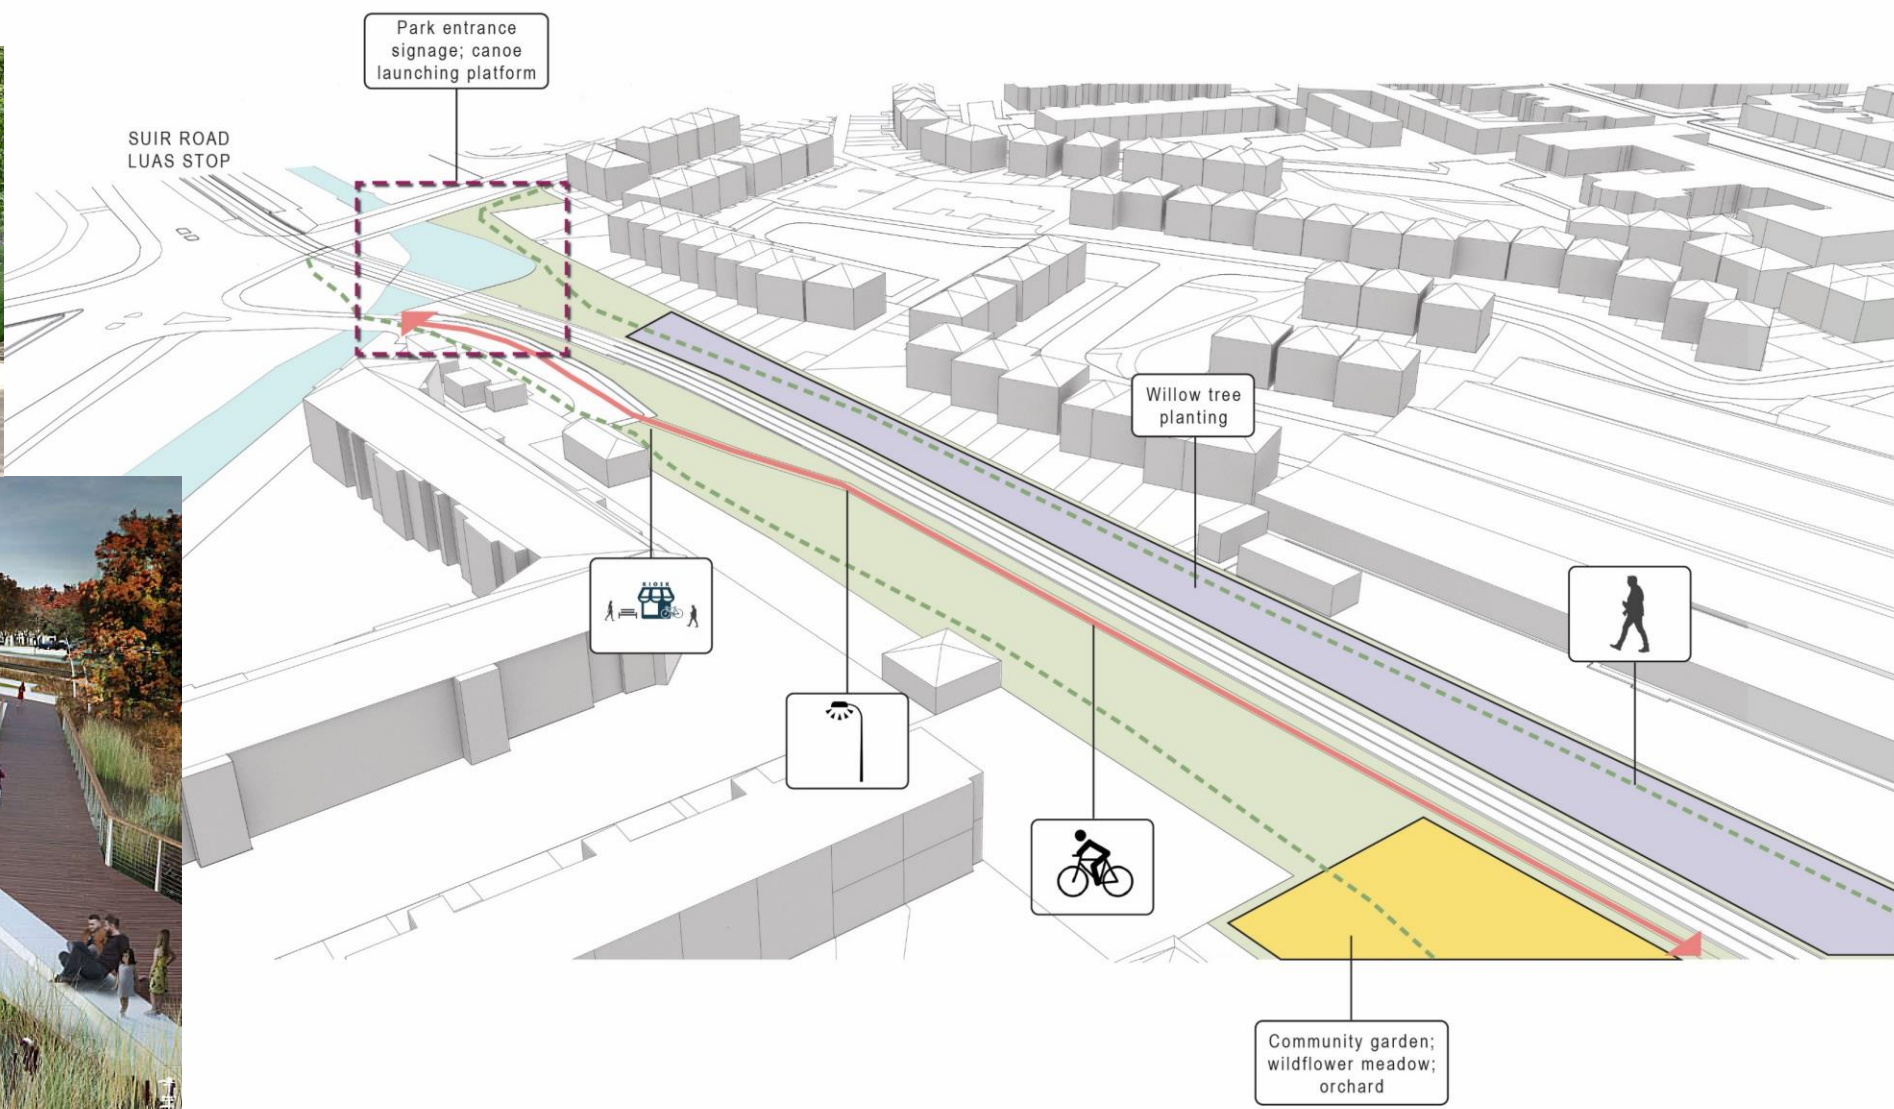 Park entrance
signage; canoe
launching platform
SUIR ROAD
LUAS STOP
Willow tree
planting
KIOSK
Community garden;
wildflower meadow;
orchard